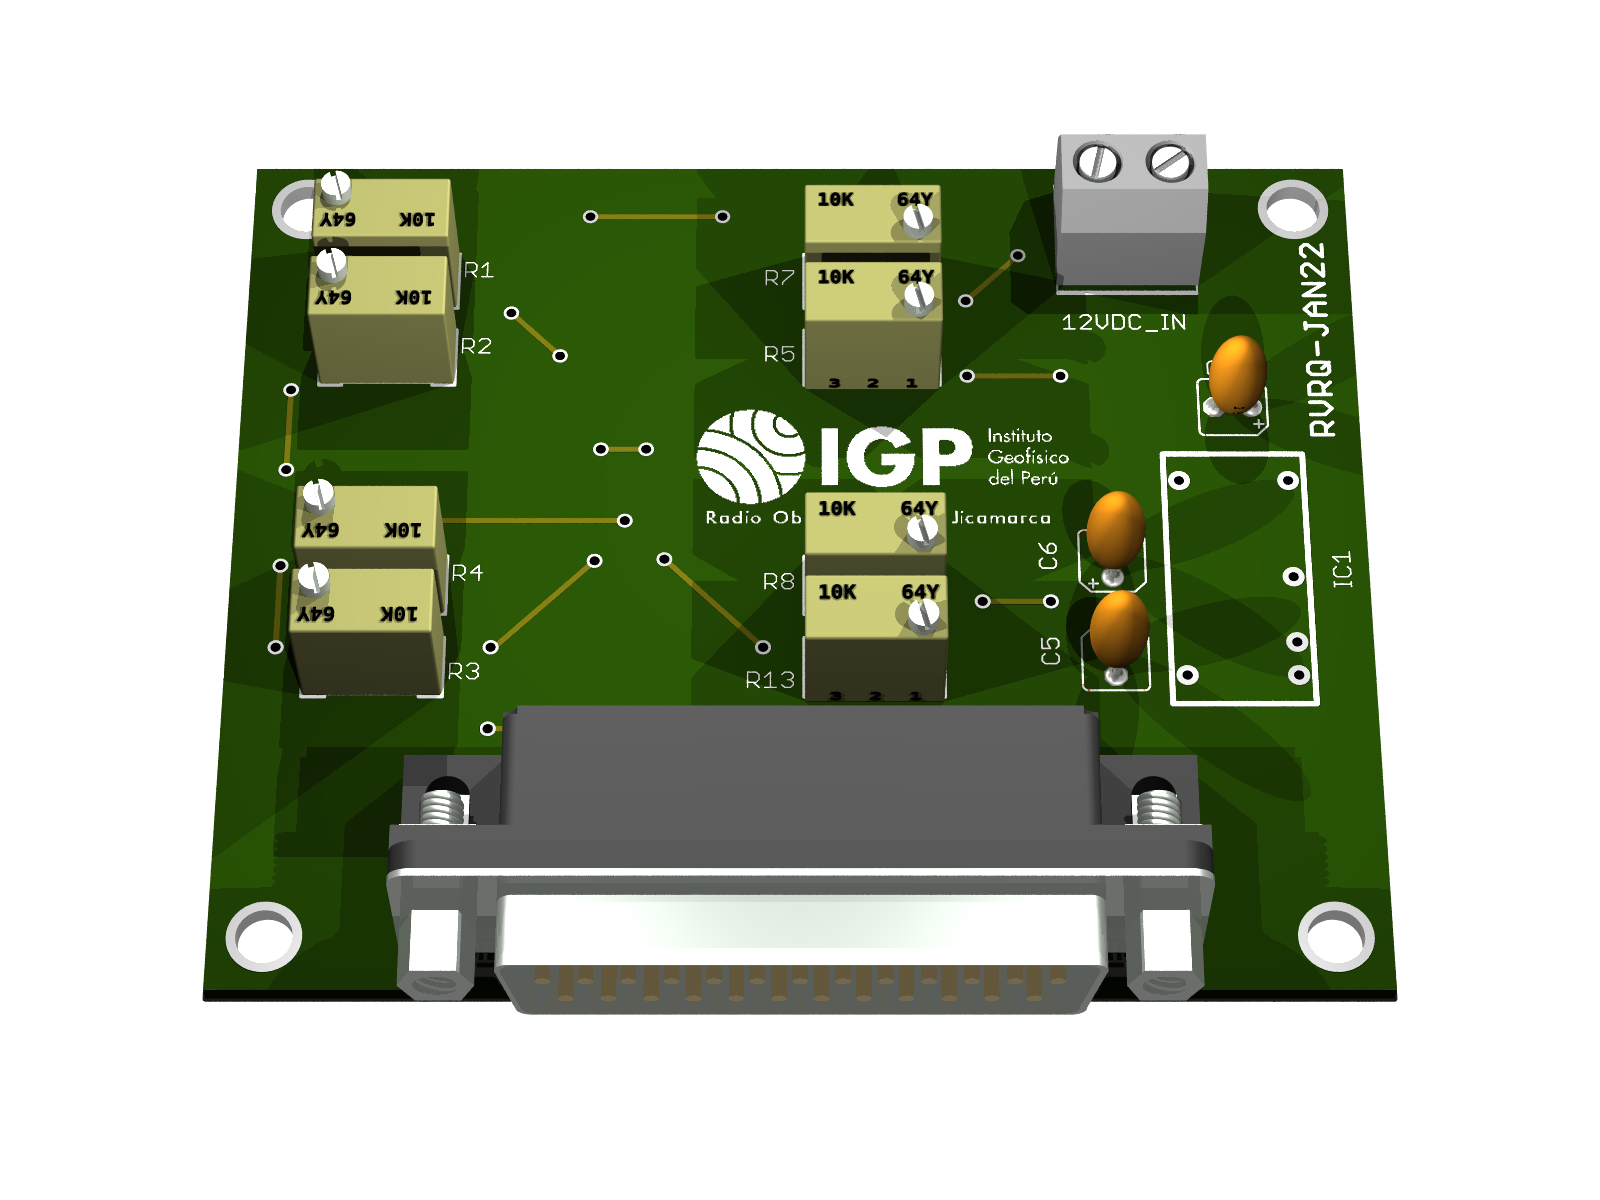 64Y 10K
R1
64Y 10K
R2
10K 64Y
R7
10K 64Y
R5
3 2 1
12VDC_IN
RVRQ-JAN22
+
IGP
Instituto
Geofísico
del Perú
Radio Ob Jicamarca
64Y 10K
R4
64Y 10K
R3
10K 64Y
R8
10K 64Y
R13
3 2 1
C6
+
C5
IC1